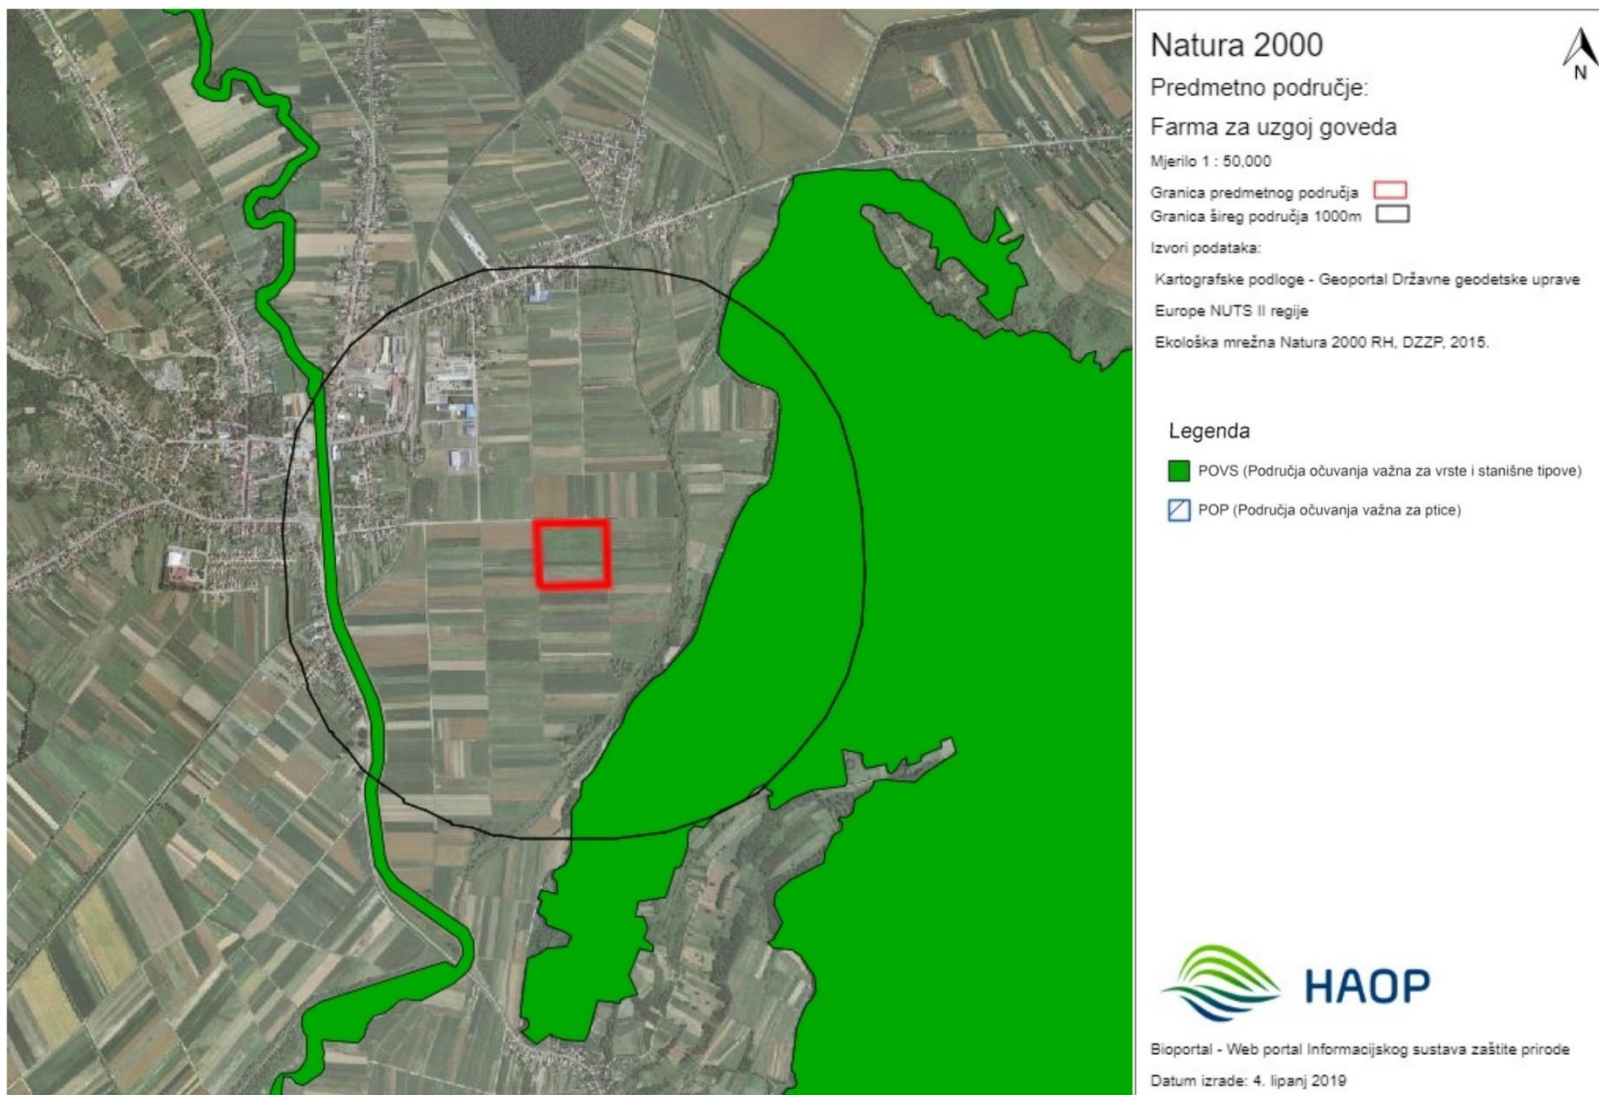 Natura 2000
N
Predmetno područje:
Farma za uzgoj goveda
Mjerilo 1 : 50,000
Granica predmetnog područja
Granica šireg područja 1000m
Izvori podataka:
Kartografske podloge - Geoportal Državne geodetske uprave
Europe NUTS II regije
Ekološka mrežna Natura 2000 RH, DZZP, 2015.
Legenda
POVS (Područja očuvanja važna za vrste i stanišne tipove)
POP (Područja očuvanja važna za ptice)
HAOP
Bioportal - Web portal Informacijskog sustava zaštite prirode
Datum izrade: 4. lipanj 2019